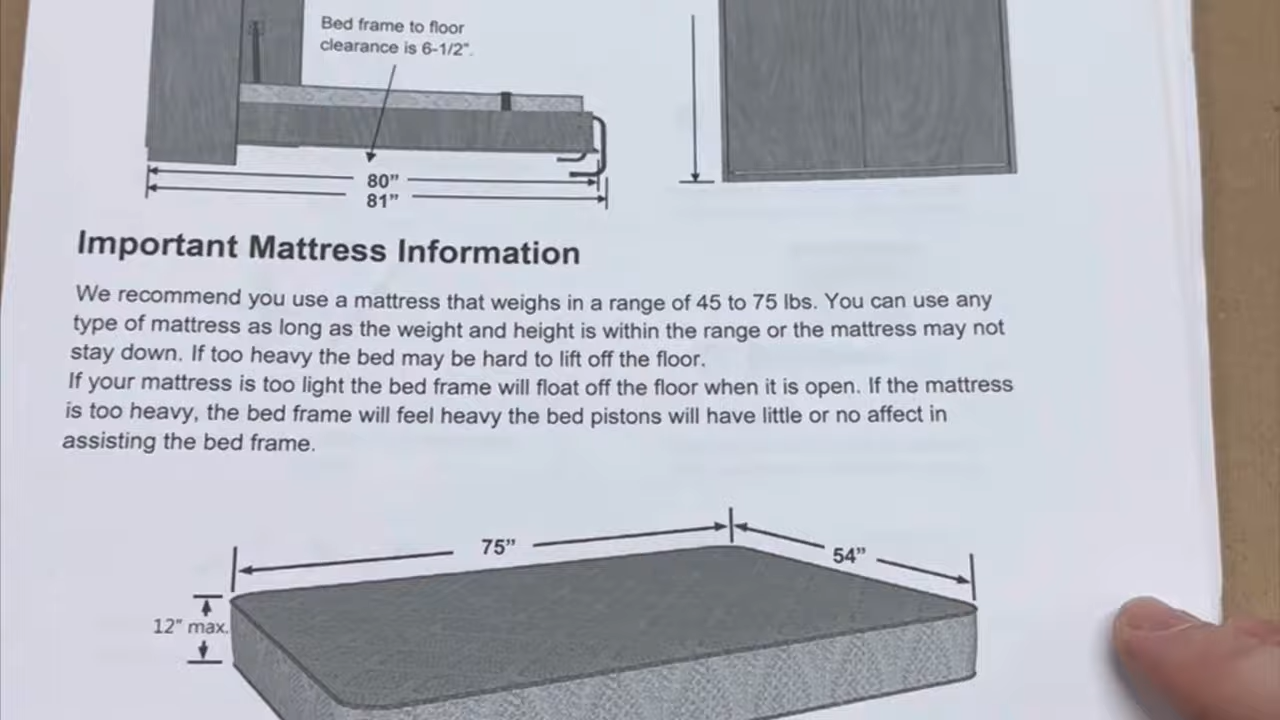 Bed frame to floor
clearance is 6-1/2".
80”
81”
Important Mattress Information
We recommend you use a mattress that weighs in a range of 45 to 75 lbs. You can use any
type of mattress as long as the weight and height is within the range or the mattress may not
stay down. If too heavy the bed may be hard to lift off the floor.
If your mattress is too light the bed frame will float off the floor when it is open. If the mattress
is too heavy, the bed frame will feel heavy the bed pistons will have little or no affect in
assisting the bed frame.
75”
54”
12" max.